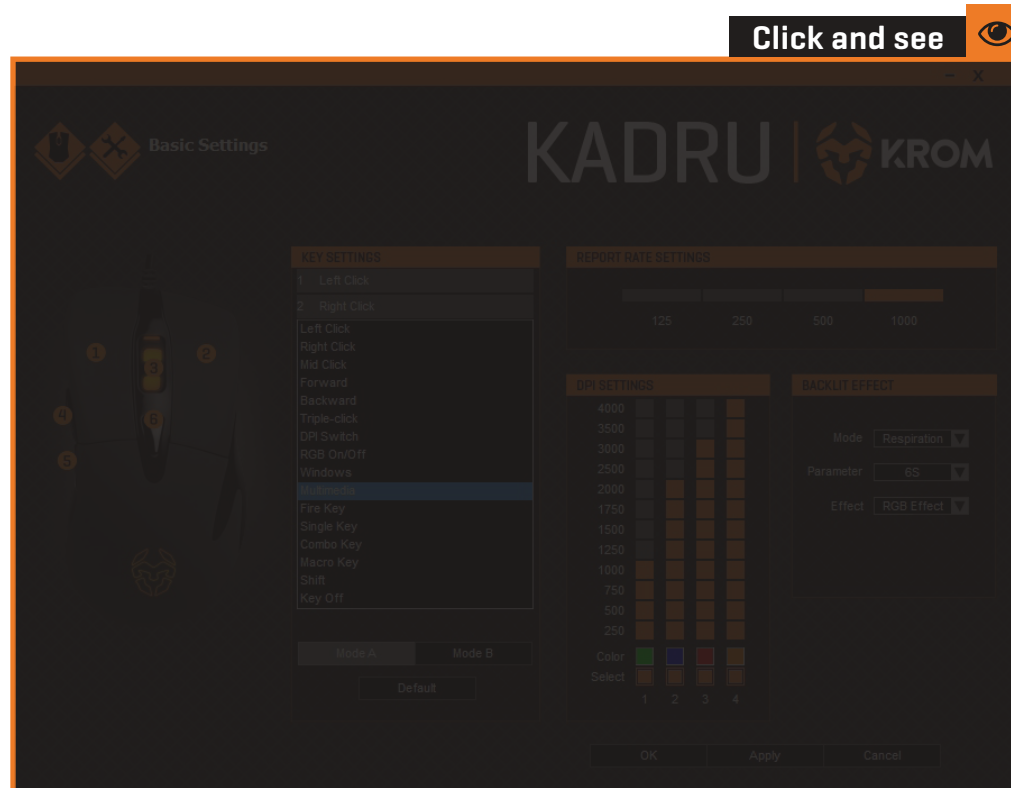 Click and see
- X
Basic Settings
KADRU KROM
KEY SETTINGS
1 Left Click
2 Right Click
Left Click
Right Click
Mid Click
Forward
Backward
Triple-click
DPI Switch
RGB On/Off
Windows
Multimedia
Fire Key
Single Key
Combo Key
Macro Key
Shift
Key Off
Mode A Mode B
Default
1
2
3
4
5
6
REPORT RATE SETTINGS
125 250 500 1000
DPI SETTINGS
4000
3500
3000
2500
2000
1750
1500
1250
1000
750
500
250
Color
Select
1 2 3 4
BACKLIT EFFECT
Mode Respiration
Parameter 6S
Effect RGB Effect
OK Apply Cancel